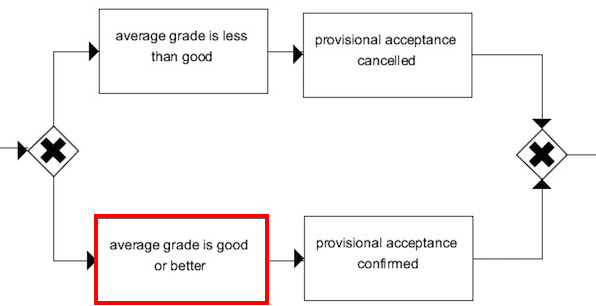 average grade is less
than good
provisional acceptance
cancelled
average grade is good
or better
provisional acceptance
confirmed